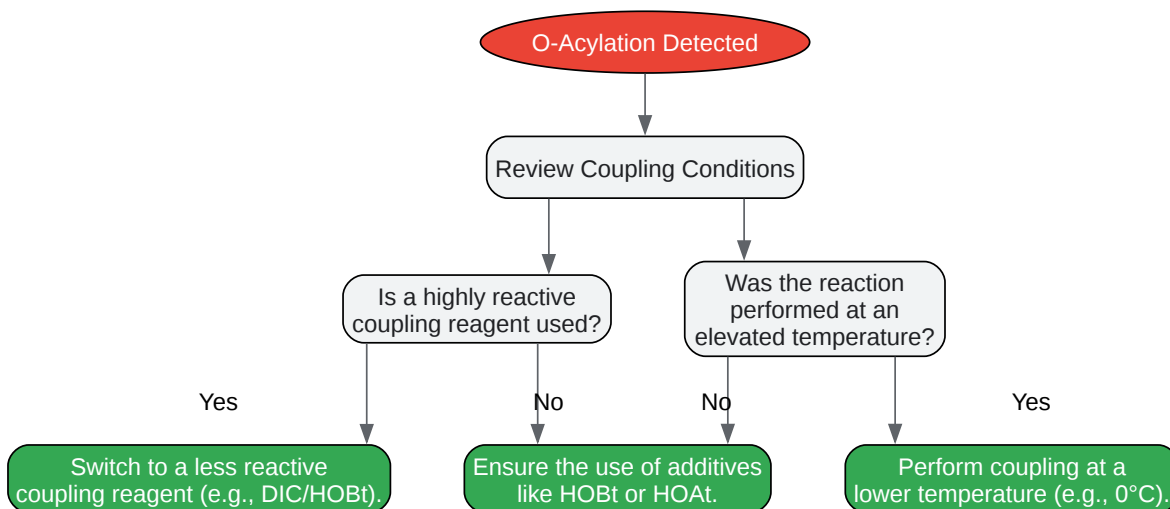 O-Acylation Detected
Review Coupling Conditions
Is a highly reactive
coupling reagent used?
Was the reaction
performed at an
elevated temperature?
Yes
No
No
Yes
Switch to a less reactive
coupling reagent (e.g., DIC/HOBt).
Ensure the use of additives
like HOBt or HOAt.
Perform coupling at a
lower temperature (e.g., 0°C).